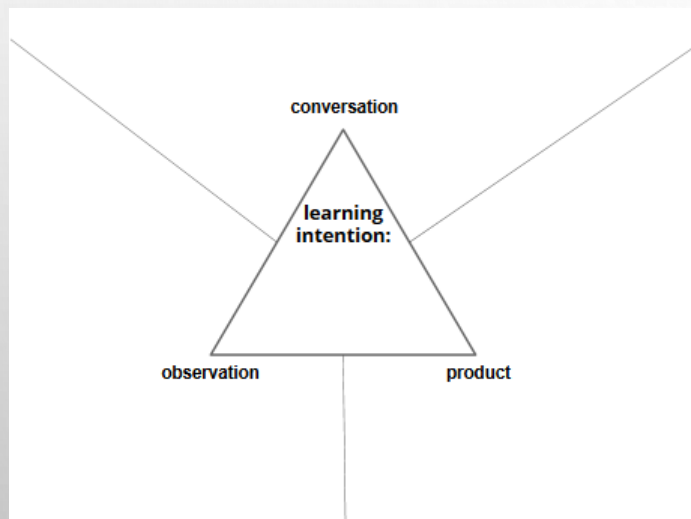 conversation
learning
intention:
observation
product